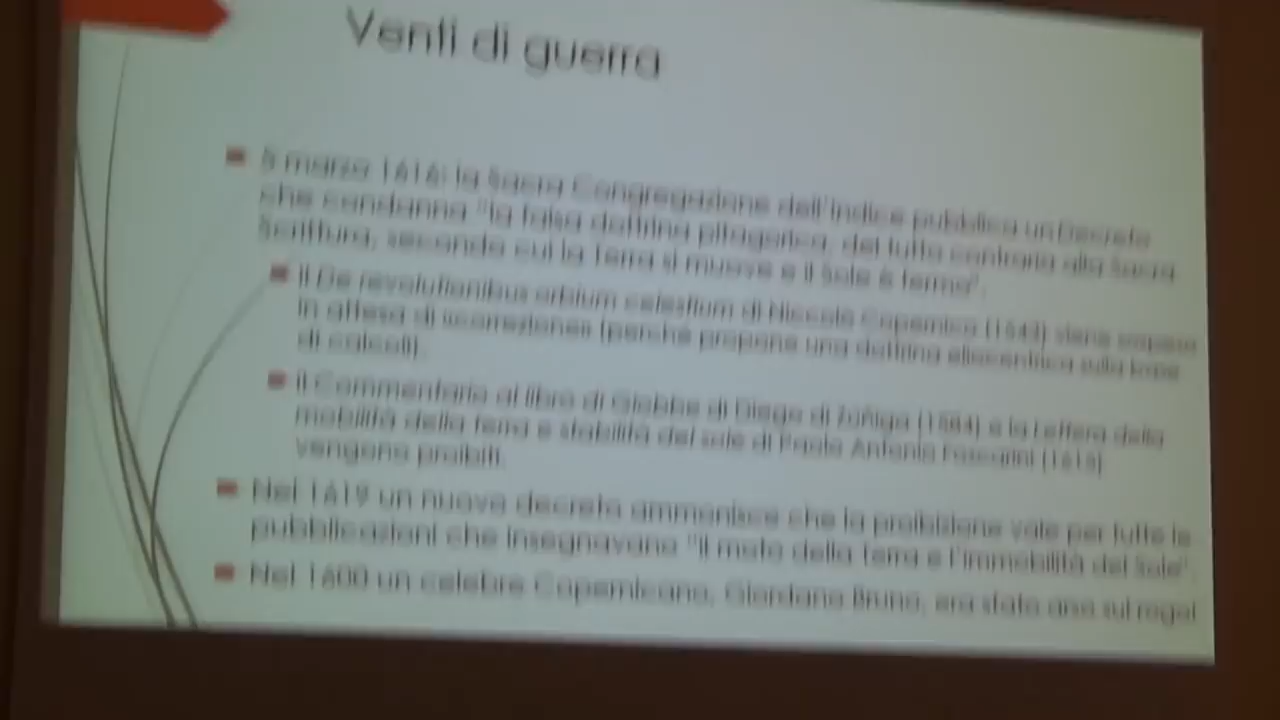 Venti di guerra
5 marzo 1616: la Sacra Congregazione dell'Indice pubblica un Decreto
che condanna "la falsa dottrina pitagorica, del tutto contraria alla Sacra
Scrittura, secondo cui la Terra si muove e il Sole è fermo".
Il De revolutionibus orbium celestium di Niccolò Copernico (1543) viene sospeso
in attesa di «correzione» (perché propone una dottrina eliocentrica sulla base
di calcoli).
Il Commentario al libro di Giobbe di Diego di Zuñiga (1584) e la Lettera della
mobilità della terra e stabilità del sole di Paolo Antonio Foscarini (1615)
vengono proibiti.
Nel 1619 un nuovo decreto ammonisce che la proibizione vale per tutte le
pubblicazioni che insegnavano "il moto della Terra e l'immobilità del Sole".
Nel 1600 un celebre Copernicano, Giordano Bruno, era stato arso sul rogo!